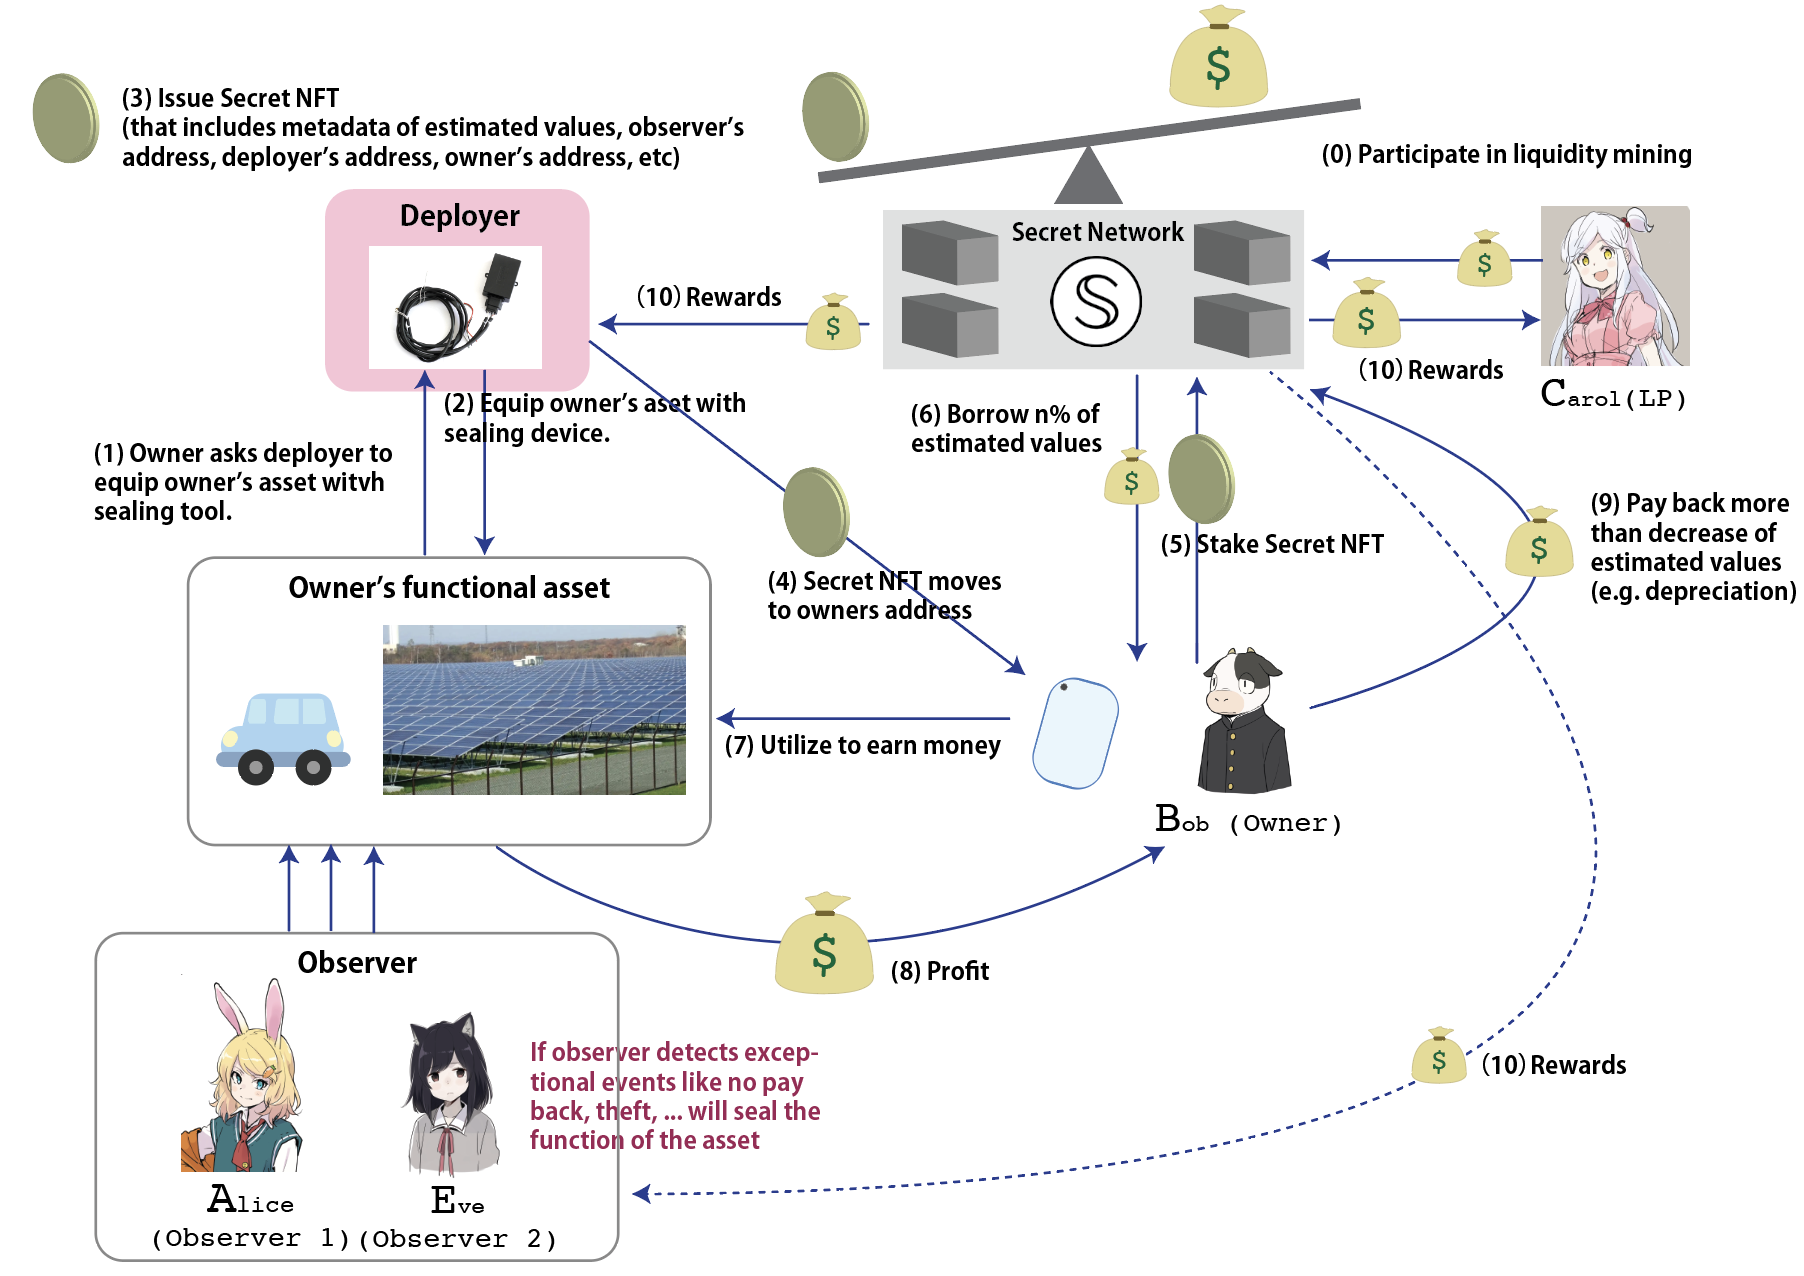 (3) Issue Secret NFT
(that includes metadata of estimated values, observer's
address, deployer's address, owner's address, etc)
$
(0) Participate in liquidity mining
Deployer
Secret Network
S
(10) Rewards
$
$
$
(10) Rewards
Carol(LP)
(2) Equip owner's aset with
sealing device.
(1) Owner asks deployer to
equip owner's asset witvh
sealing tool.
(6) Borrow n% of
estimated values
$
(5) Stake Secret NFT
(9) Pay back more
than decrease of
estimated values
(e.g. depreciation)
$
(4) Secret NFT moves
to owners address
Owner's functional asset
(7) Utilize to earn money
Bob (Owner)
$
(8) Profit
Observer
If observer detects excep-
tional events like no pay
back, theft, ... will seal the
function of the asset
$
(10) Rewards
Alice
(Observer 1)
Eve
(Observer 2)